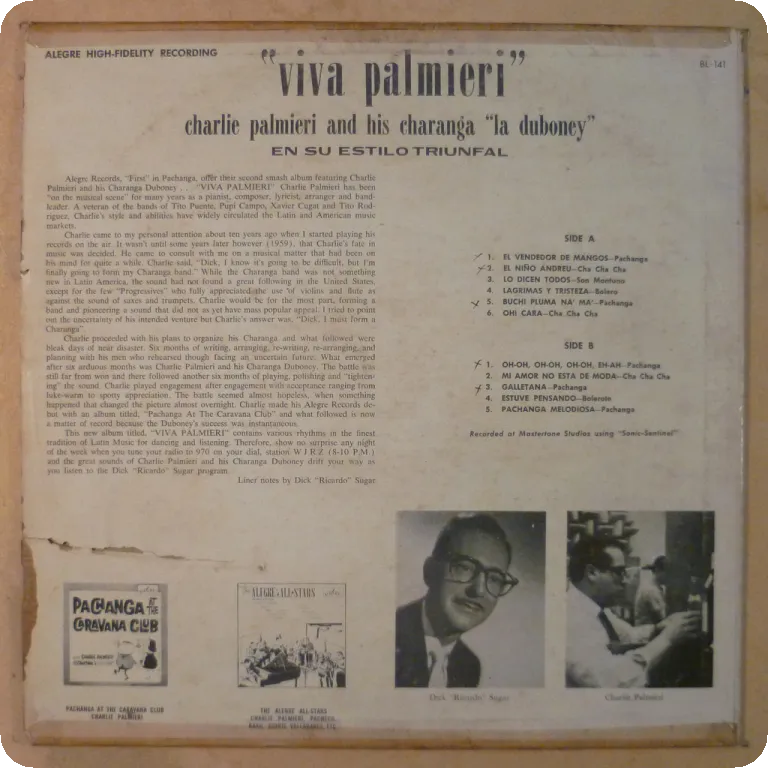 ALEGRE HIGH-FIDELITY RECORDING
BL-141
"viva palmieri"
charlie palmieri and his charanga "la duboney"
EN SU ESTILO TRIUNFAL
Alegre Records, "First" in Pachanga, offer their second smash album featuring Charlie
Palmieri and his Charanga Duboney . . . "VIVA PALMIERI" Charlie Palmieri has been
"on the musical scene" for many years as a pianist, composer, lyricist, arranger and band-
leader. A veteran of the bands of Tito Puente, Pupi Campo, Xavier Cugat and Tito Rod-
riguez, Charlie's style and abilities have widely circulated the Latin and American music
markets.
Charlie came to my personal attention about ten years ago when I started playing his
records on the air. It wasn't until some years later however (1959), that Charlie's fate in
music was decided. He came to consult with me on a musical matter that had been on
his mind for quite a while. Charlie said, "Dick, I know it's going to be difficult, but I'm
finally going to form my Charanga band." While the Charanga band was not something
new in Latin America, the sound had not found a great following in the United States,
except for the few "Progressives" who fully appreciated the use of violins and flute as
against the sound of saxes and trumpets. Charlie would be for the most part, forming a
band and pioneering a sound that did not as yet have mass popular appeal. I tried to point
out the uncertainty of his intended venture but Charlie's answer was, "Dick, I must form a
Charanga".
Charlie proceeded with his plans to organize his Charanga and what followed were
bleak days of near disaster. Six months of writing, arranging, re-writing, re-arranging, and
planning with his men who rehearsed though facing an uncertain future. What emerged
after six arduous months was Charlie Palmieri and his Charanga Duboney. The battle was
still far from won and there followed another six months of playing, polishing and "tighten-
ing" the sound. Charlie played engagement after engagement with acceptance ranging from
luke-warm to spotty appreciation. The battle seemed almost hopeless, when something
happened that changed the picture almost overnight. Charlie made his Alegre Records de-
but with an album titled, "Pachanga At The Caravana Club" and what followed is now
a matter of record because the Duboney's success was instantaneous.
This new album titled, "VIVA PALMIERI" contains various rhythms in the finest
tradition of Latin Music for dancing and listening. Therefore, show no surprise any night
of the week when you tune your radio to 970 on your dial, station W J R Z (8-10 P.M.)
and the great sounds of Charlie Palmieri and his Charanga Duboney drift your way as
you listen to the Dick "Ricardo" Sugar program.
Liner notes by Dick "Ricardo" Sugar
SIDE A
1. EL VENDEDOR DE MANGOS—Pachanga
2. EL NIÑO ANDREU—Cha Cha Cha
3. LO DICEN TODOS—Son Montuno
4. LAGRIMAS Y TRISTEZA—Bolero
5. BUCHI PLUMA NA' MA'—Pachanga
6. OH! CARA—Cha Cha Cha
SIDE B
1. OH-OH, OH-OH, OH-OH, EH-AH—Pachanga
2. MI AMOR NO ESTA DE MODA—Cha Cha Cha
3. GALLETANA—Pachanga
4. ESTUVE PENSANDO—Boleroin
5. PACHANGA MELODIOSA—Pachanga
Recorded at Mastertone Studios using "Sonic-Sentinel"
PACHANGA AT THE
CARAVANA CLUB
ALEGRE ALL-STARS
PACHANGA AT THE CARAVANA CLUB
CHARLIE PALMIERI
THE ALEGRE ALL-STARS
CHARLIE PALMIERI, PACHECO
Dick "Ricardo" Sugar
Charlie Palmieri